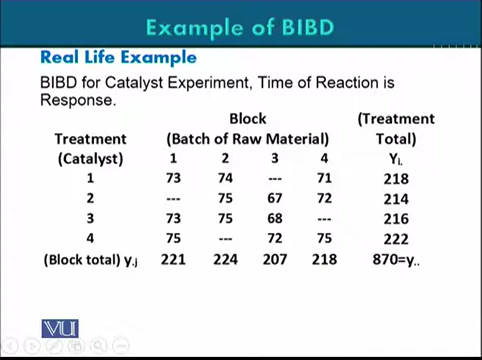 Example of BIBD
Real Life Example
BIBD for Catalyst Experiment, Time of Reaction is
Response.
Block (Treatment
Treatment (Batch of Raw Material) Total)
(Catalyst) 1 2 3 4 Yi.
1 73 74 --- 71 218
2 --- 75 67 72 214
3 73 75 68 --- 216
4 75 --- 72 75 222
(Block total) y.j 221 224 207 218 870=y..
VU